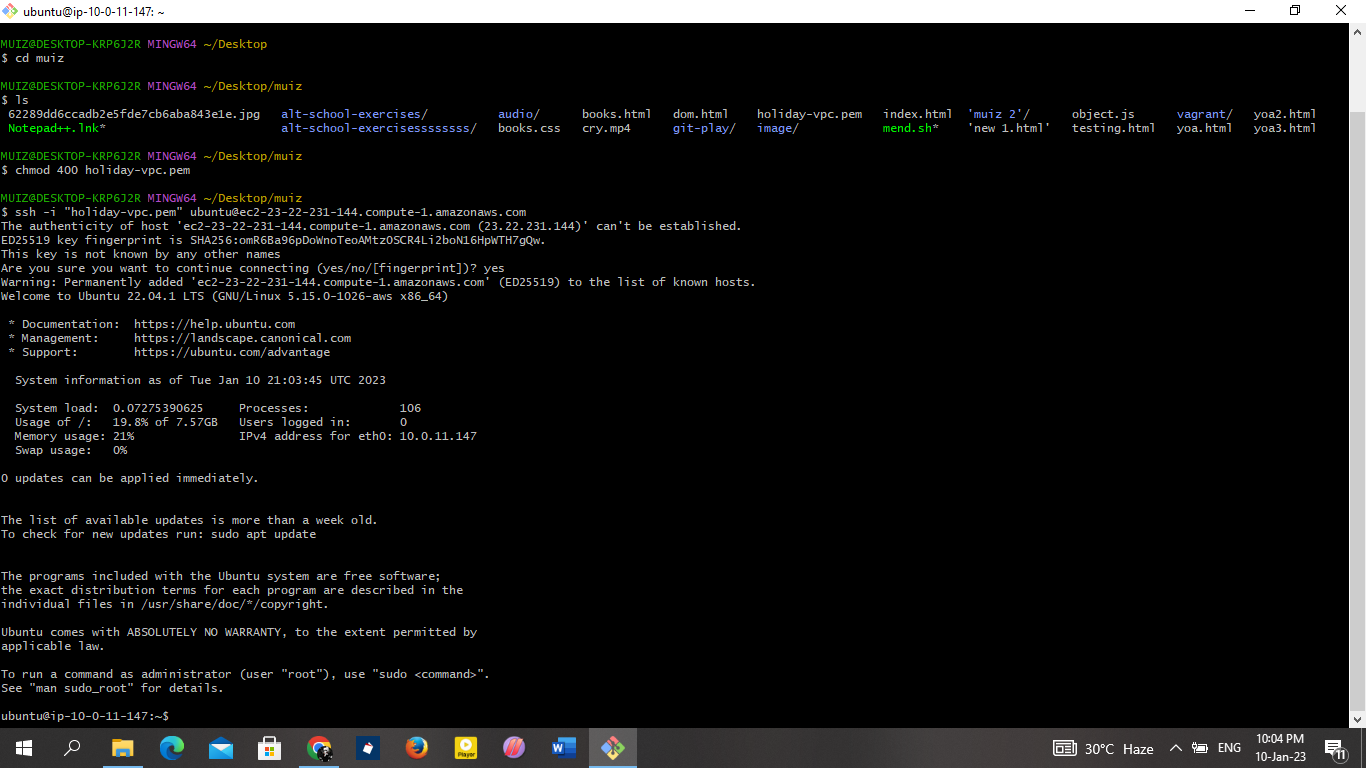 ubuntu@ip-10-0-11-147: ~
MUIZ@DESKTOP-KRP6J2R MINGW64 ~/Desktop
$ cd muiz
MUIZ@DESKTOP-KRP6J2R MINGW64 ~/Desktop/muiz
$ ls
62289dd6ccadb2e5fde7cb6aba843e1e.jpg alt-school-exercises/ audio/ books.html dom.html holiday-vpc.pem index.html 'muiz 2'/ object.js vagrant/ yoa2.html
Notepad++.lnk* alt-school-exercisessssssss/ books.css cry.mp4 git-play/ image/ mend.sh* 'new 1.html' testing.html yoa.html yoa3.html
MUIZ@DESKTOP-KRP6J2R MINGW64 ~/Desktop/muiz
$ chmod 400 holiday-vpc.pem
MUIZ@DESKTOP-KRP6J2R MINGW64 ~/Desktop/muiz
$ ssh -i "holiday-vpc.pem" ubuntu@ec2-23-22-231-144.compute-1.amazonaws.com
The authenticity of host 'ec2-23-22-231-144.compute-1.amazonaws.com (23.22.231.144)' can't be established.
ED25519 key fingerprint is SHA256:omR6Ba96pDoWnoTeoAMtz0SCR4Li2boN16HpWTH7gQw.
This key is not known by any other names
Are you sure you want to continue connecting (yes/no/[fingerprint])? yes
Warning: Permanently added 'ec2-23-22-231-144.compute-1.amazonaws.com' (ED25519) to the list of known hosts.
Welcome to Ubuntu 22.04.1 LTS (GNU/Linux 5.15.0-1026-aws x86_64)
* Documentation: https://help.ubuntu.com
* Management: https://landscape.canonical.com
* Support: https://ubuntu.com/advantage
System information as of Tue Jan 10 21:03:45 UTC 2023
System load: 0.07275390625 Processes: 106
Usage of /: 19.8% of 7.57GB Users logged in: 0
Memory usage: 21% IPv4 address for eth0: 10.0.11.147
Swap usage: 0%
0 updates can be applied immediately.
The list of available updates is more than a week old.
To check for new updates run: sudo apt update
The programs included with the Ubuntu system are free software;
the exact distribution terms for each program are described in the
individual files in /usr/share/doc/*/copyright.
Ubuntu comes with ABSOLUTELY NO WARRANTY, to the extent permitted by
applicable law.
To run a command as administrator (user "root"), use "sudo <command>".
See "man sudo_root" for details.
ubuntu@ip-10-0-11-147:~$
Player
W
30°C Haze
ENG
10:04 PM
10-Jan-23
11